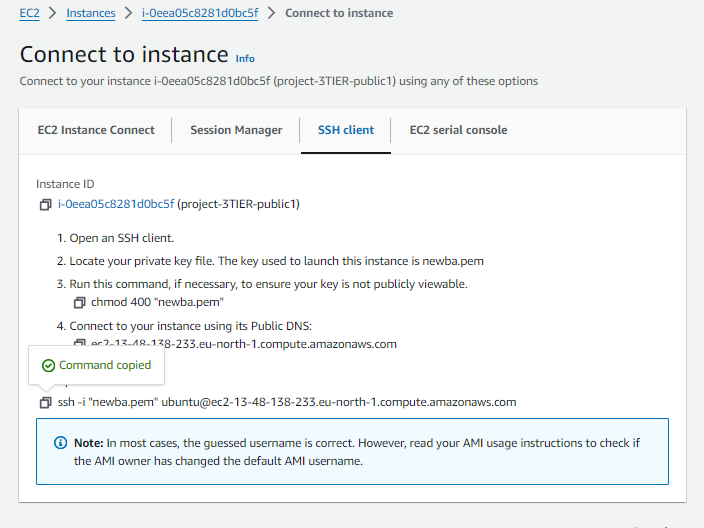 EC2 > Instances > i-0eea05c8281d0bc5f > Connect to instance
Connect to instance Info
Connect to your instance i-0eea05c8281d0bc5f (project-3TIER-public1) using any of these options
EC2 Instance Connect
Session Manager
SSH client
EC2 serial console
Instance ID
i-0eea05c8281d0bc5f (project-3TIER-public1)
1. Open an SSH client.
2. Locate your private key file. The key used to launch this instance is newba.pem
3. Run this command, if necessary, to ensure your key is not publicly viewable.
chmod 400 "newba.pem"
4. Connect to your instance using its Public DNS:
ec2-13-48-138-233.eu-north-1.compute.amazonaws.com
Command copied
ssh -i "newba.pem" ubuntu@ec2-13-48-138-233.eu-north-1.compute.amazonaws.com
Note: In most cases, the guessed username is correct. However, read your AMI usage instructions to check if
the AMI owner has changed the default AMI username.